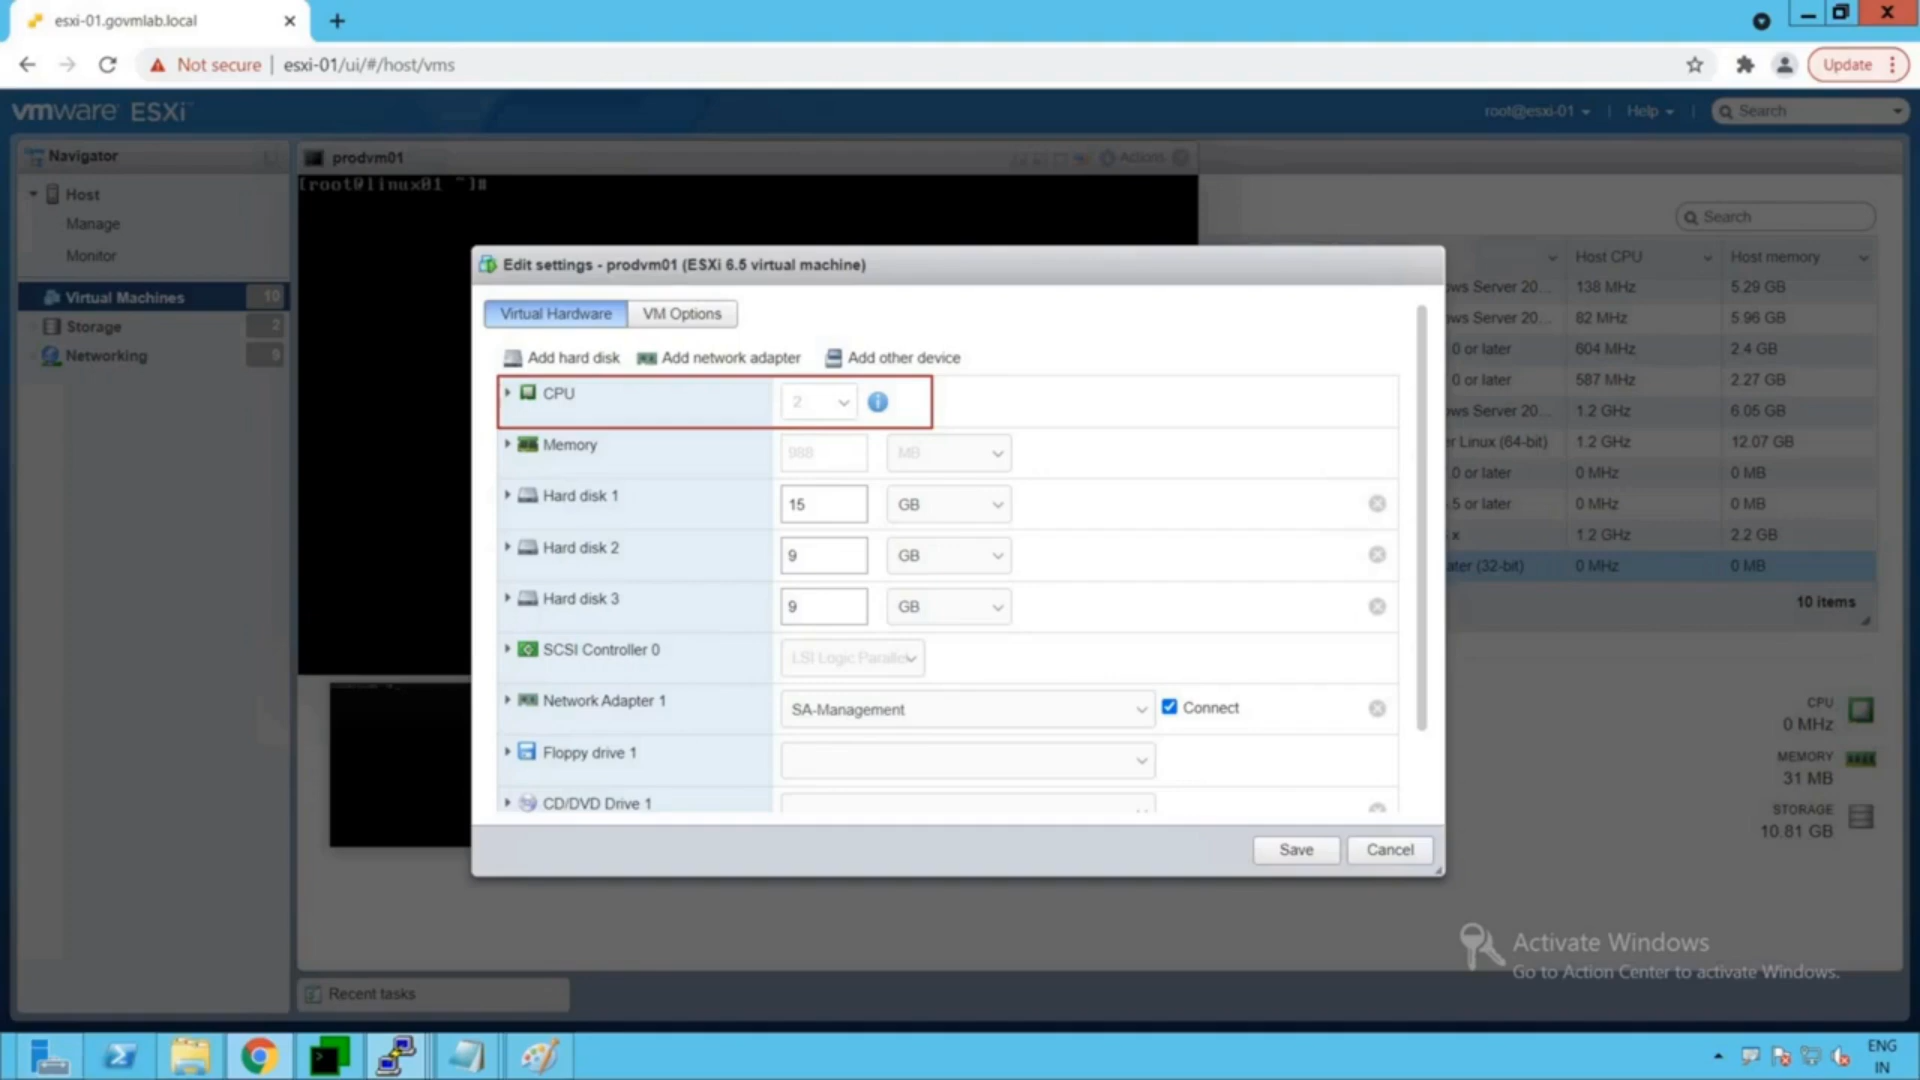 esxi-01.govmlab.local
Not secure | esxi-01/ui/#/host/vms
Update
vmware ESXi
root@esxi-01 | Help | Search
Navigator
Host
Manage
Monitor
Virtual Machines 10
Storage 2
Networking 9
prodvm01
Actions
[root@linux01 ~]#
Search
Host CPU Host memory
ws Server 20... 138 MHz 5.29 GB
ws Server 20... 82 MHz 5.96 GB
0 or later 604 MHz 2.4 GB
0 or later 587 MHz 2.27 GB
ws Server 20... 1.2 GHz 6.05 GB
r Linux (64-bit) 1.2 GHz 12.07 GB
0 or later 0 MHz 0 MB
.5 or later 0 MHz 0 MB
x 1.2 GHz 2.2 GB
ater (32-bit) 0 MHz 0 MB
10 items
Edit settings - prodvm01 (ESXi 6.5 virtual machine)
Virtual Hardware VM Options
Add hard disk Add network adapter Add other device
CPU 2
Memory 988 MB
Hard disk 1 15 GB
Hard disk 2 9 GB
Hard disk 3 9 GB
SCSI Controller 0 LSI Logic Parallel
Network Adapter 1 SA-Management Connect
Floppy drive 1
CD/DVD Drive 1
Save Cancel
CPU
0 MHz
MEMORY
31 MB
STORAGE
10.81 GB
Activate Windows
Go to Action Center to activate Windows.
Recent tasks
ENG
IN